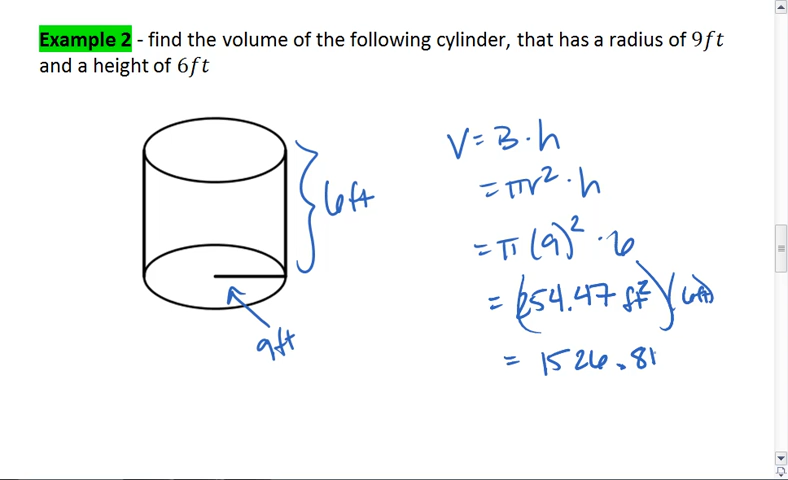 Example 2 - find the volume of the following cylinder, that has a radius of 9ft
and a height of 6ft
6ft
9ft
V = B · h
= πr² · h
= π(9)² · 6
= (254.47 ft²)(6ft)
= 1526.81